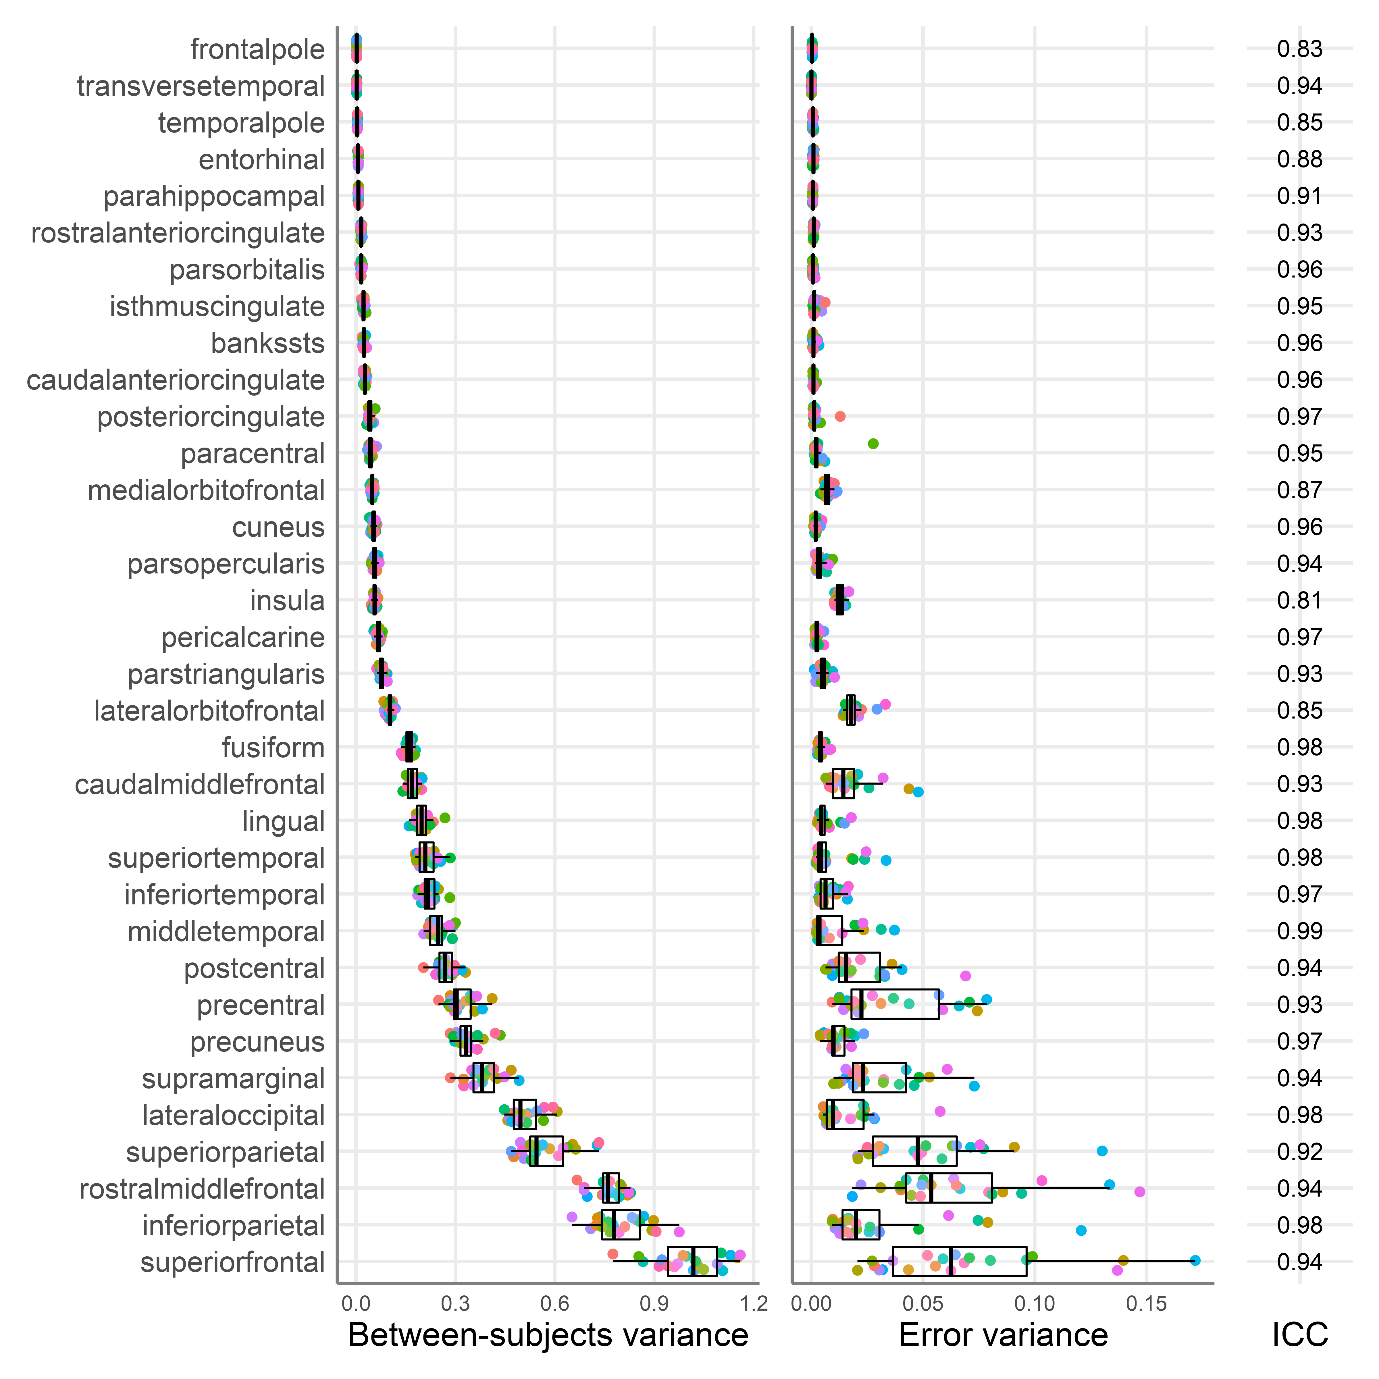 frontalpole 0.83
transversetemporal 0.94
temporalpole 0.85
entorhinal 0.88
parahippocampal 0.91
rostralanteriorcingulate 0.93
parsorbitalis 0.96
isthmuscingulate 0.95
bankssts 0.96
caudalanteriorcingulate 0.96
posteriorcingulate 0.97
paracentral 0.95
medialorbitofrontal 0.87
cuneus 0.96
parsopercularis 0.94
insula 0.81
pericalcarine 0.97
parstriangularis 0.93
lateralorbitofrontal 0.85
fusiform 0.98
caudalmiddlefrontal 0.93
lingual 0.98
superiortemporal 0.98
inferiortemporal 0.97
middletemporal 0.99
postcentral 0.94
precentral 0.93
precuneus 0.97
supramarginal 0.94
lateraloccipital 0.98
superiorparietal 0.92
rostralmiddlefrontal 0.94
inferiorparietal 0.98
superiorfrontal 0.94
0.0 0.3 0.6 0.9 1.2 0.00 0.05 0.10 0.15
Between-subjects variance Error variance ICC